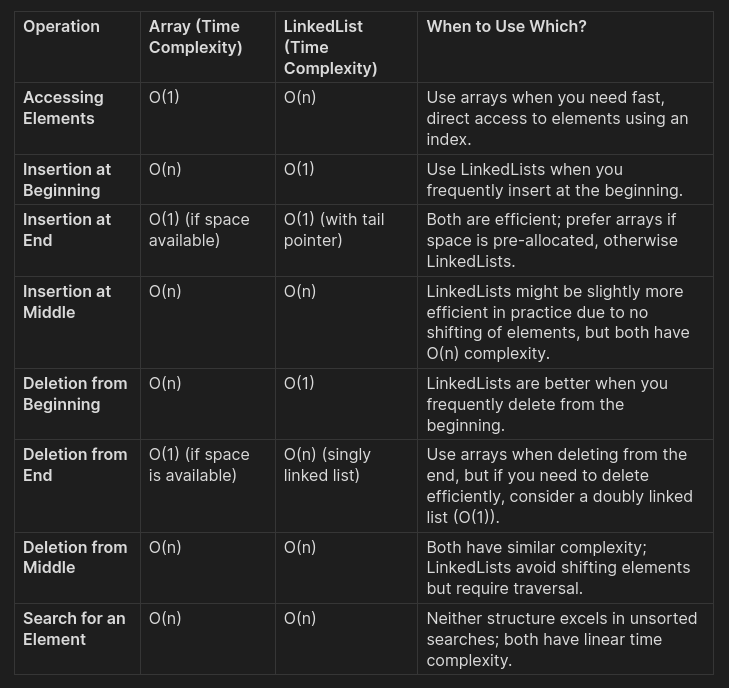 Operation
Array (Time
Complexity)
LinkedList
(Time
Complexity)
When to Use Which?
Accessing
Elements
O(1)
O(n)
Use arrays when you need fast,
direct access to elements using an
index.
Insertion at
Beginning
O(n)
O(1)
Use LinkedLists when you
frequently insert at the beginning.
Insertion at
End
O(1) (if space
available)
O(1) (with tail
pointer)
Both are efficient; prefer arrays if
space is pre-allocated, otherwise
LinkedLists.
Insertion at
Middle
O(n)
O(n)
LinkedLists might be slightly more
efficient in practice due to no
shifting of elements, but both have
O(n) complexity.
Deletion from
Beginning
O(n)
O(1)
LinkedLists are better when you
frequently delete from the
beginning.
Deletion from
End
O(1) (if space
is available)
O(n) (singly
linked list)
Use arrays when deleting from the
end, but if you need to delete
efficiently, consider a doubly linked
list (O(1)).
Deletion from
Middle
O(n)
O(n)
Both have similar complexity;
LinkedLists avoid shifting elements
but require traversal.
Search for an
Element
O(n)
O(n)
Neither structure excels in unsorted
searches; both have linear time
complexity.